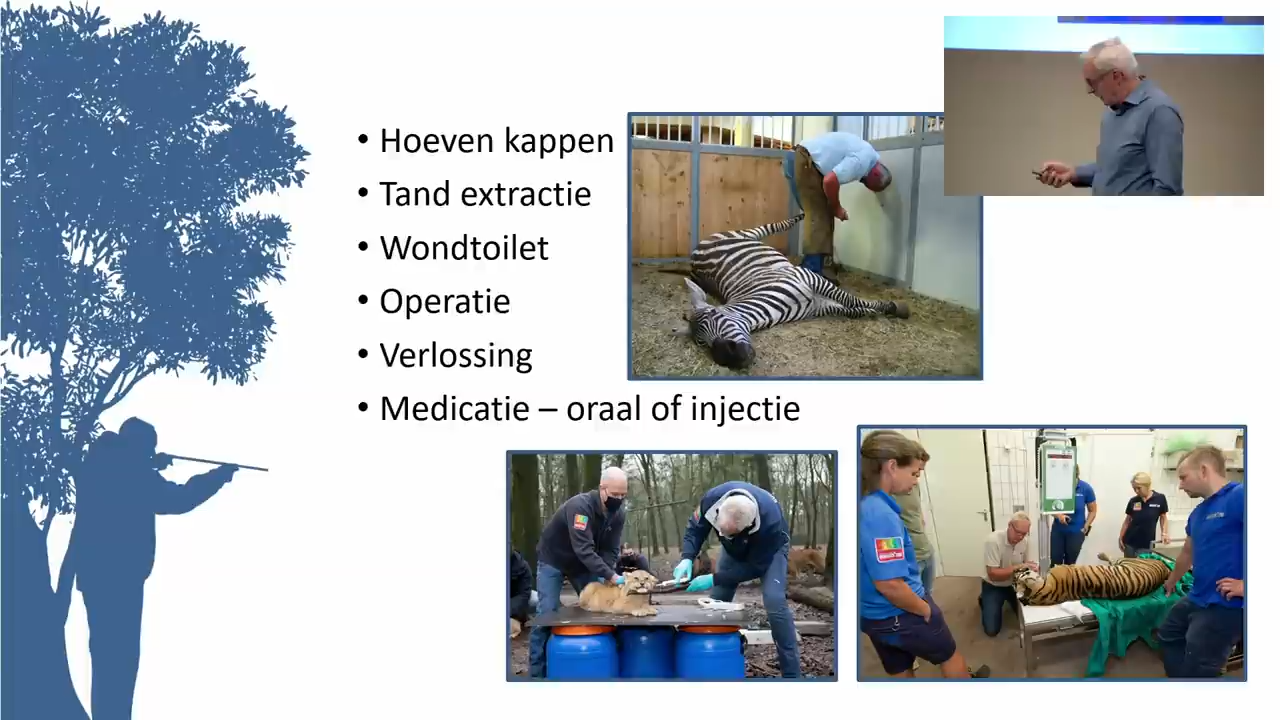 • Hoeven kappen
• Tand extractie
• Wondtoilet
• Operatie
• Verlossing
• Medicatie – oraal of injectie